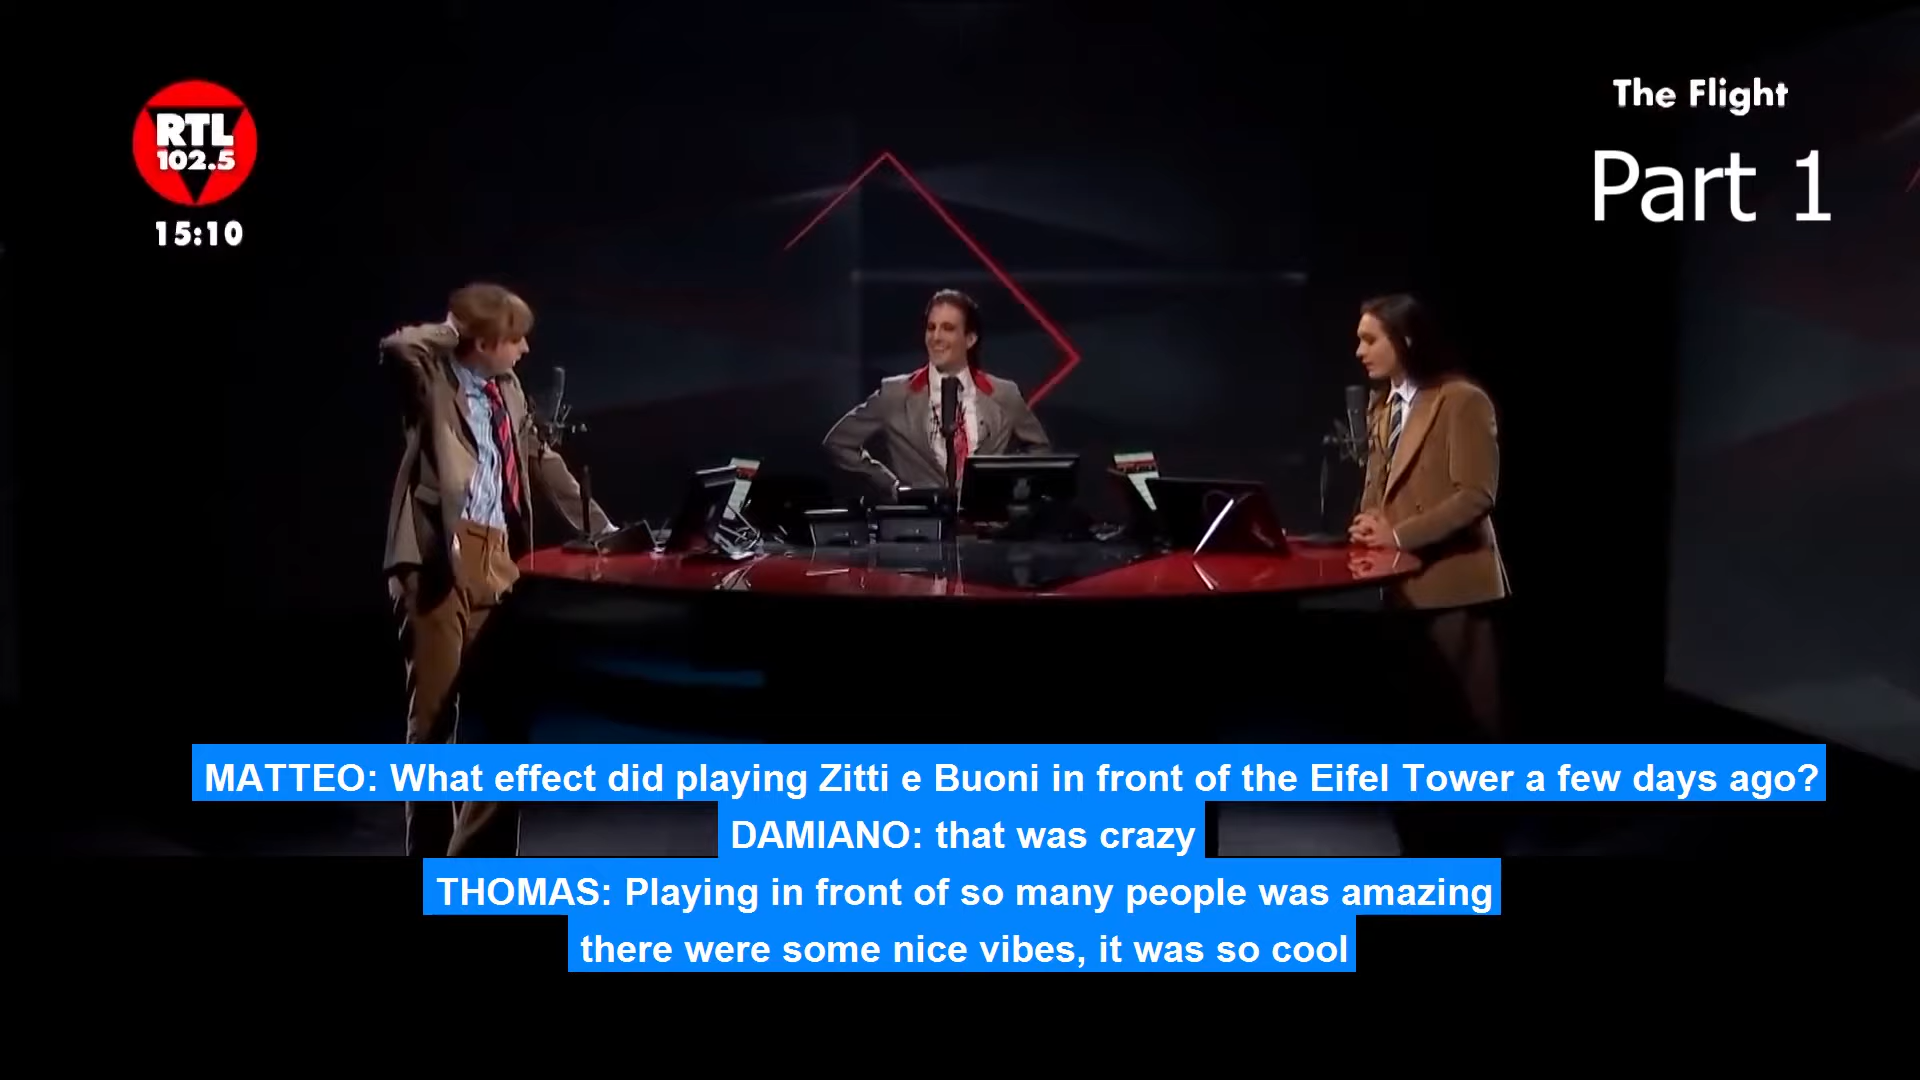 RTL
102.5
15:10
The Flight
Part 1
MATTEO: What effect did playing Zitti e Buoni in front of the Eifel Tower a few days ago?
DAMIANO: that was crazy
THOMAS: Playing in front of so many people was amazing
there were some nice vibes, it was so cool